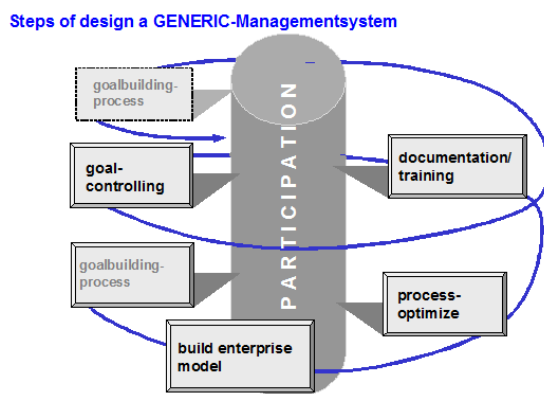 Steps of design a GENERIC-Managementsystem
goalbuilding-
process
PARTICIPATION
goal-
controlling
documentation/
training
goalbuilding-
process
process-
optimize
build enterprise
model